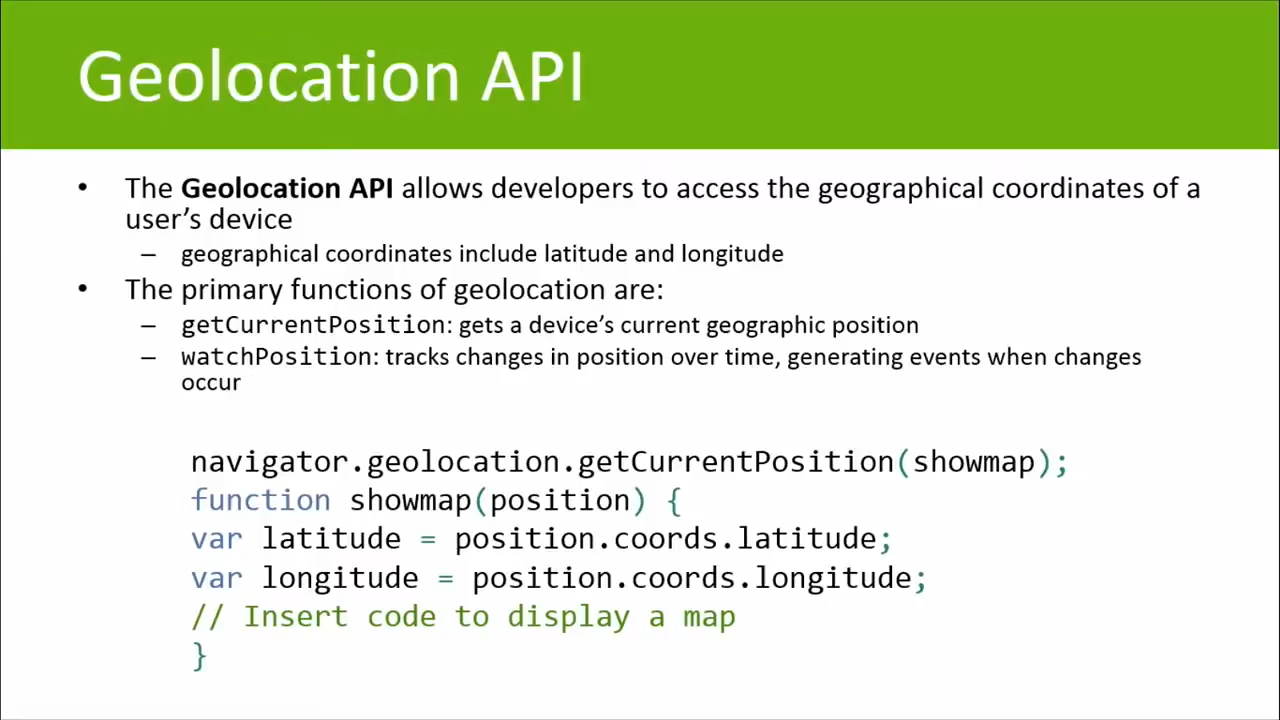 Geolocation API
• The Geolocation API allows developers to access the geographical coordinates of a
user’s device
– geographical coordinates include latitude and longitude
• The primary functions of geolocation are:
– getCurrentPosition: gets a device’s current geographic position
– watchPosition: tracks changes in position over time, generating events when changes
occur
navigator.geolocation.getCurrentPosition(showmap);
function showmap(position) {
var latitude = position.coords.latitude;
var longitude = position.coords.longitude;
// Insert code to display a map
}